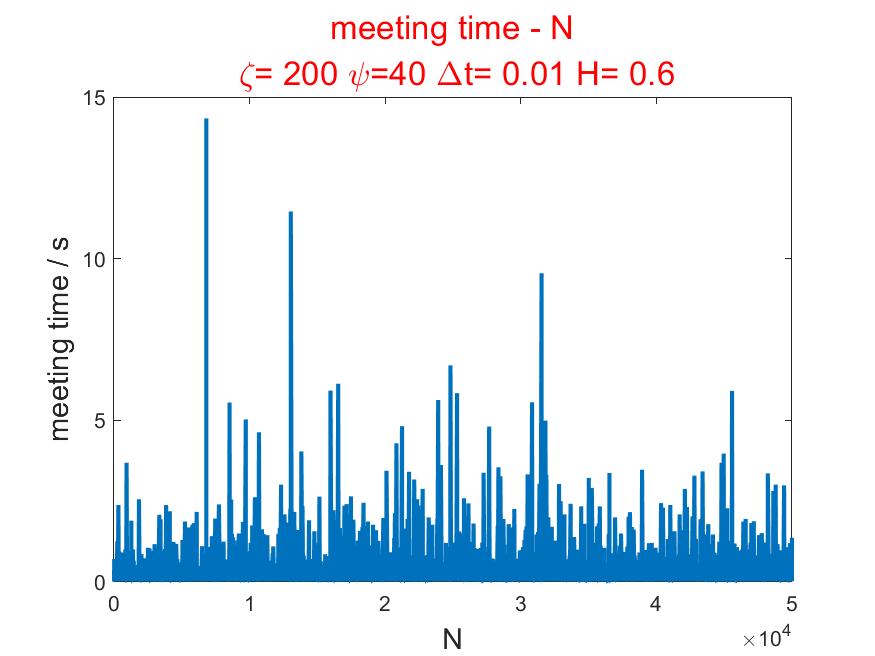 meeting time - N
ζ= 200 ψ=40 Δt= 0.01 H= 0.6
15
10
5
0
meeting time / s
0 1 2 3 4 5
×10⁴
N